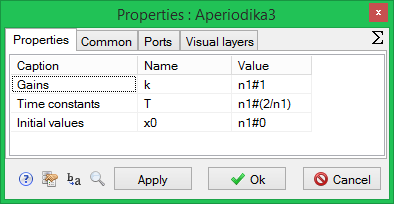 Properties : Aperiodika3
x
Properties Common Ports Visual layers Σ
Caption Name Value
Gains k n1#1
Time constants T n1#(2/n1)
Initial values x0 n1#0
? b a Apply Ok Cancel